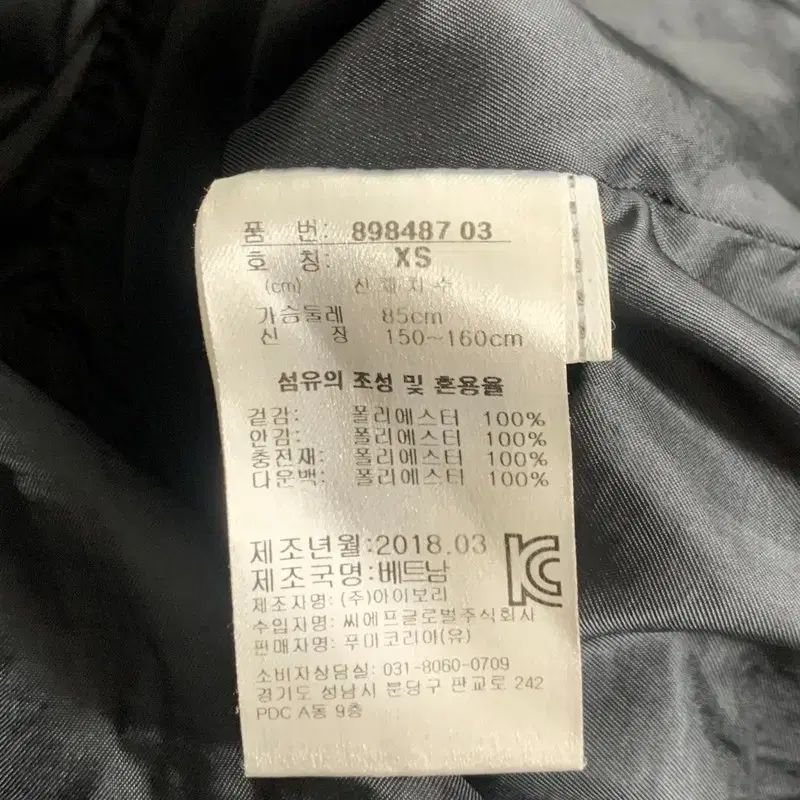 품 번: 898487 03
호 칭: XS
(cm) 신체치수
가슴둘레 85cm
신 장 150~160cm
섬유의 조성 및 혼용율
겉감: 폴리에스터 100%
안감: 폴리에스터 100%
충전재: 폴리에스터 100%
다운백: 폴리에스터 100%
제조년월:2018.03
제조국명:베트남
제조자명: (주)아이보리
수입자명: 씨에프글로벌주식회사
판매자명: 푸마코리아(유)
소비자상담실: 031-8060-0709
경기도 성남시 분당구 판교로 242
PDC A동 9층